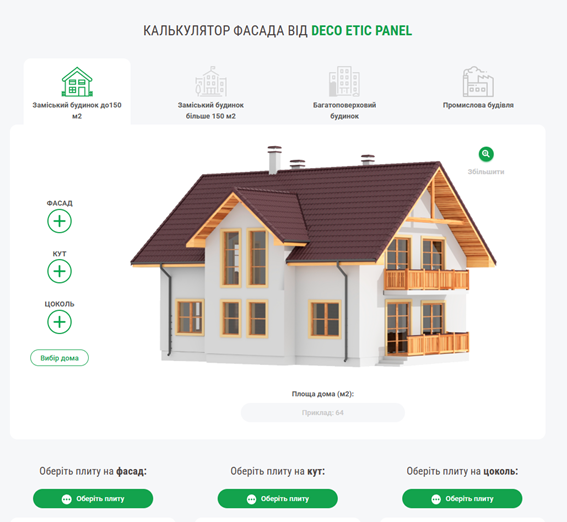 КАЛЬКУЛЯТОР ФАСАДА ВІД DECO ETIC PANEL
Заміський будинок до150
м2
Заміський будинок
більше 150 м2
Багатоповерховий
будинок
Промислова будівля
Збільшити
ФАСАД
КУТ
ЦОКОЛЬ
Вибір дома
Площа дома (м2):
Приклад: 64
Оберіть плиту на фасад:
Оберіть плиту на кут:
Оберіть плиту на цоколь:
Оберіть плиту
Оберіть плиту
Оберіть плиту